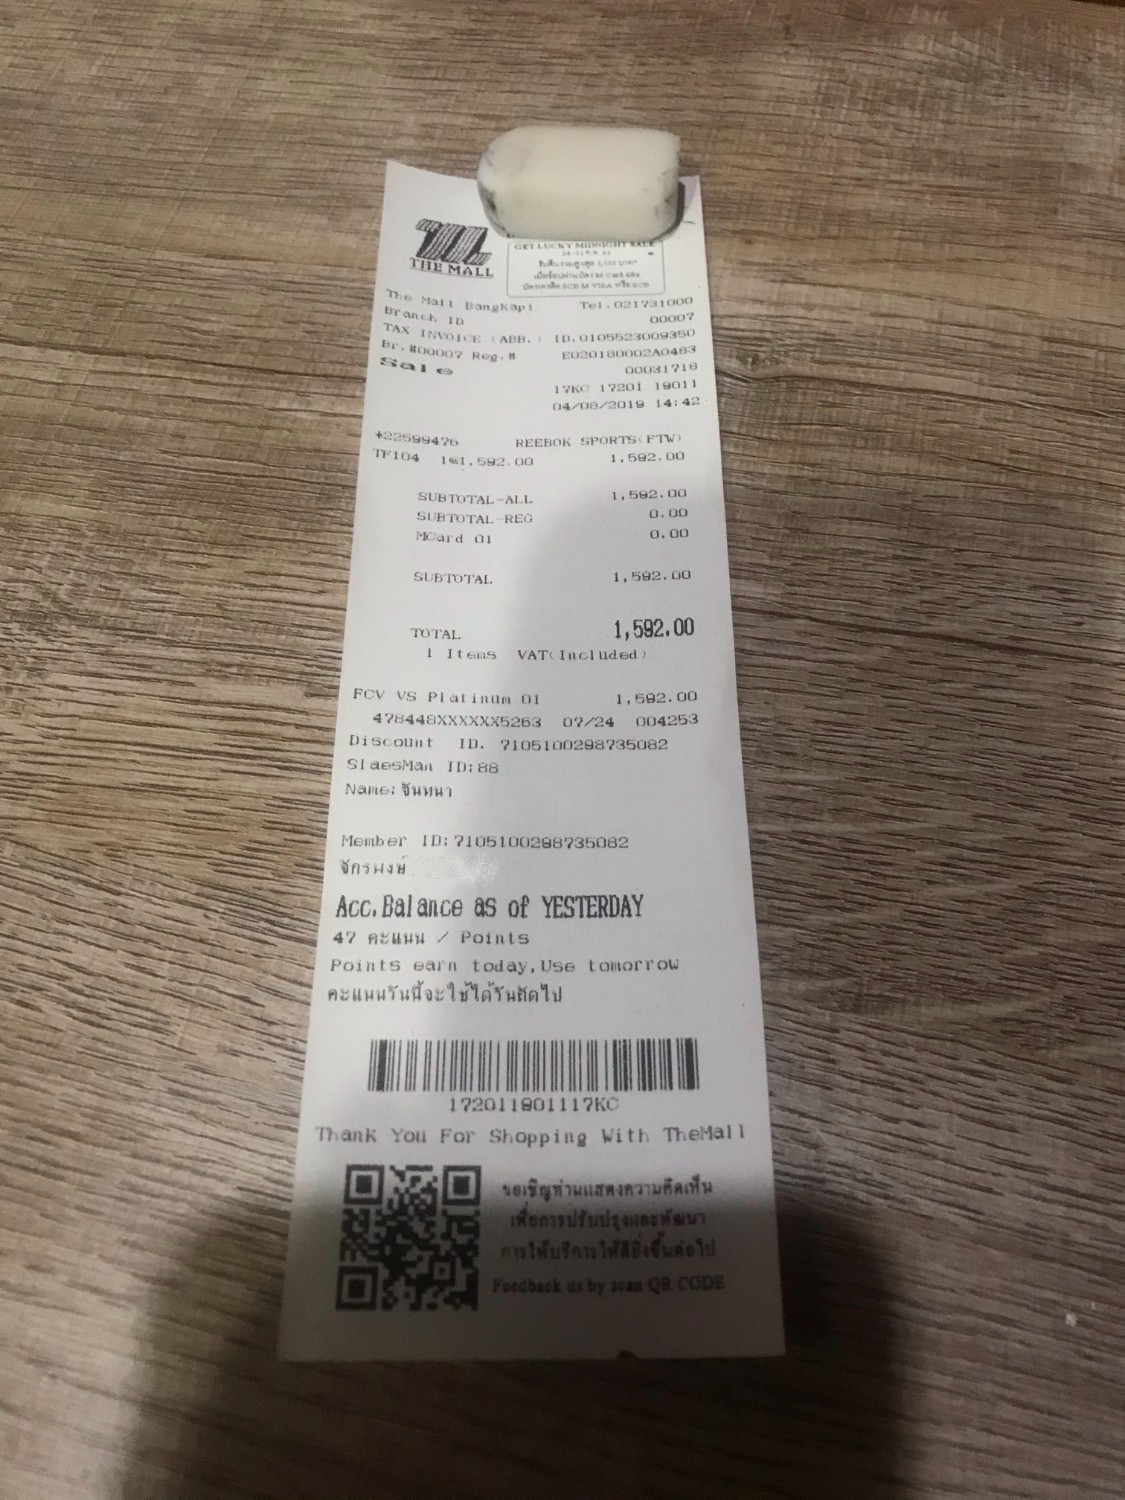 THE MALL
GET LUCKY MIDNIGHT SALE
The Mall Bangkapi Tel.021731000
Branch ID 00007
TAX INVOICE (ABB.) ID.0105523009350
Br.#00007 Reg.# E020180002A0483
Sale 00031718
17KC 17201 19011
04/08/2019 14:42
*22599476 REEBOK SPORTS(FTW)
TF104 1@1,592.00 1,592.00
SUBTOTAL-ALL 1,592.00
SUBTOTAL-REG 0.00
MCard 01 0.00
SUBTOTAL 1,592.00
TOTAL 1,592.00
1 Items VAT(Included)
FCV VS Platinum 01 1,592.00
478448XXXXXX5263 07/24 004253
Discount ID. 7105100298735082
SlaesMan ID:88
Name:จันทนา
Member ID:7105100298735082
จักรพงษ์
Acc.Balance as of YESTERDAY
47 คะแนน / Points
Points earn today,Use tomorrow
คะแนนวันนี้จะใช้ได้วันถัดไป
172011901117KC
Thank You For Shopping With TheMall
ขอเชิญท่านแสดงความคิดเห็น
เพื่อการปรับปรุงและพัฒนา
การให้บริการให้ดียิ่งขึ้นต่อไป
Feedback us by scan QR CODE